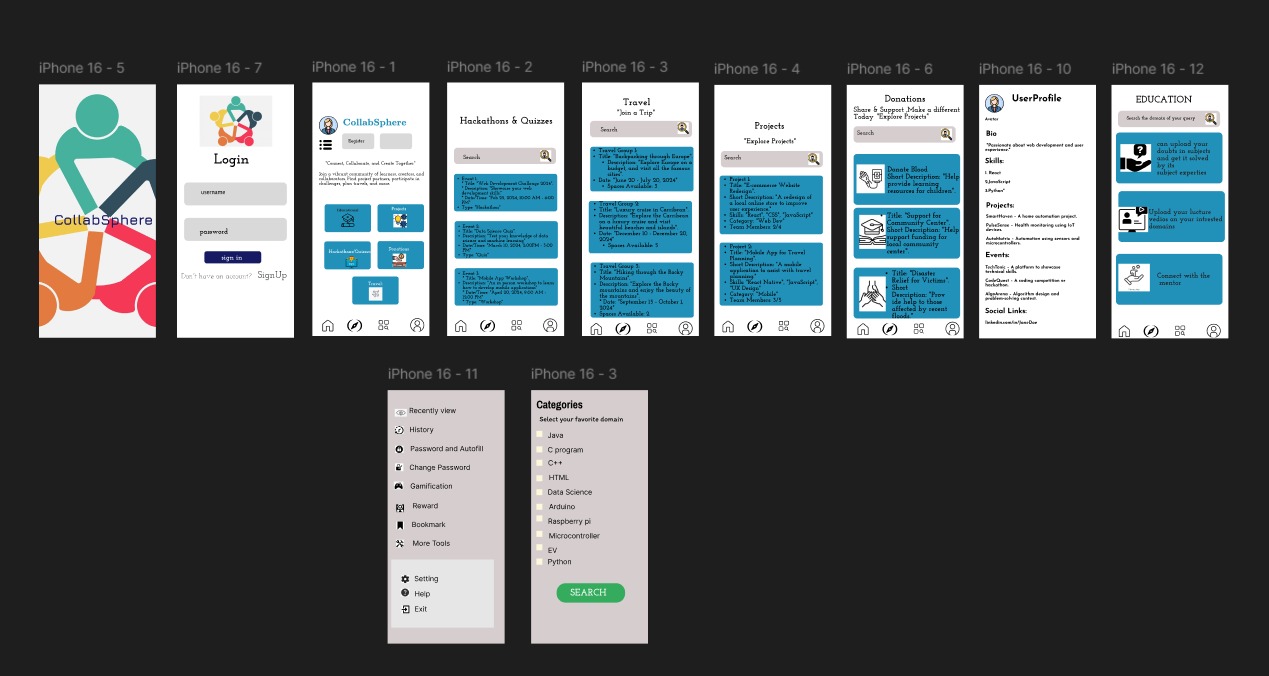 iPhone 16 - 5
CollabSphere
iPhone 16 - 7
Login
username
password
sign in
Don't have an account? SignUp
iPhone 16 - 1
CollabSphere
Register
"Connect, Collaborate, and Create Together"
Join a vibrant community of learners, creators, and
collaborators. Find project partners, participate in
challenges, plan travels, and more.
Educational
Projects
Hackathons/Quizzes
Donations
Travel
iPhone 16 - 2
Hackathons & Quizzes
Search
Event 1:
Title: "Web Development Challenge 2024".
Description: "Showcase your web
development skills"
Date/Time: "Feb 25, 2024, 10:00 AM - 4:00
PM"
Type: "Hackathon"
Event 2:
Title: "Data Science Quiz".
Description: "Test your knowledge of data
science and machine learning"
Date/Time: "March 10, 2024, 2:00PM - 3:00
PM"
Type: "Quiz"
Event 3:
Title: "Mobile App Workshop".
Description: "An in-person workshop to learn
how to develop mobile applications"
Date/Time: "April 20, 2024, 9:00 AM -
12:00 PM"
Type: "Workshop"
iPhone 16 - 3
Travel
"Join a Trip"
Search
Travel Group 1:
Title: "Backpacking through Europe"
Description: "Explore Europe on a
budget, and visit all the famous
cities"
Date: "June 20 - July 20, 2024"
Spaces Available: 3
Travel Group 2:
Title: "Luxury cruise in Carribean"
Description: "Explore the Carribean
on a luxury cruise and visit
beautiful beaches and islands".
Date: "December 10 - December 20,
2024"
Spaces Available: 5
Travel Group 3:
Title: "Hiking through the Rocky
Mountains".
Description: "Explore the Rocky
mountains and enjoy the beauty of
the mountains".
Date: "September 15 - October 1,
2024"
Spaces Available: 2
iPhone 16 - 4
Projects
"Explore Projects"
Search
Project 1:
Title: "E-commerce Website
Redesign".
Short Description: "A redesign of
a local online store to improve
user experience."
Skills: "React", "CSS", "JavaScript"
Category: "Web Dev"
Team Members: 2/4
Project 2:
Title: "Mobile App for Travel
Planning"
Short Description: "A mobile
application to assist with travel
planning"
Skills: "React Native", "JavaScript",
"UX Design"
Category: "Mobile"
Team Members 3/5
iPhone 16 - 6
Donations
Share & Support ,Make a different
Today "Explore Projects"
Search
Donate Blood
Short Description: "Help
provide learning
resources for children".
Title: "Support for
Community Center".
Short Description: "Help
support funding for
local community
center".
Title: "Disaster
Relief for Victims".
Short
Description: "Prov
ide help to those
affected by recent
floods."
iPhone 16 - 10
UserProfile
Avatar
Bio
"Passionate about web development and user
experience."
Skills:
1. React
2.JavaScript
3.Python"
Projects:
SmartHaven – A home automation project.
PulseSense – Health monitoring using IoT
devices.
AutoMatrix – Automation using sensors and
microcontrollers.
Events:
TechTonic – A platform to showcase
technical skills.
CodeQuest – A coding competition or
hackathon.
AlgoArena – Algorithm design and
problem-solving contest.
Social Links:
linkedin.com/in/JaneDoe
iPhone 16 - 12
EDUCATION
Search the domain of your query
can upload your
doubts in subjects
and get it solved
by its
subject expertise
Upload your lecture
vedios on your intrested
domains
Connect with the
mentor
iPhone 16 - 11
Recently view
History
Password and Autofill
Change Password
Gamification
Reward
Bookmark
More Tools
Setting
Help
Exit
iPhone 16 - 3
Categories
Select your favorite domain
Java
C program
C++
HTML
Data Science
Arduino
Raspberry pi
Microcontroller
EV
Python
SEARCH